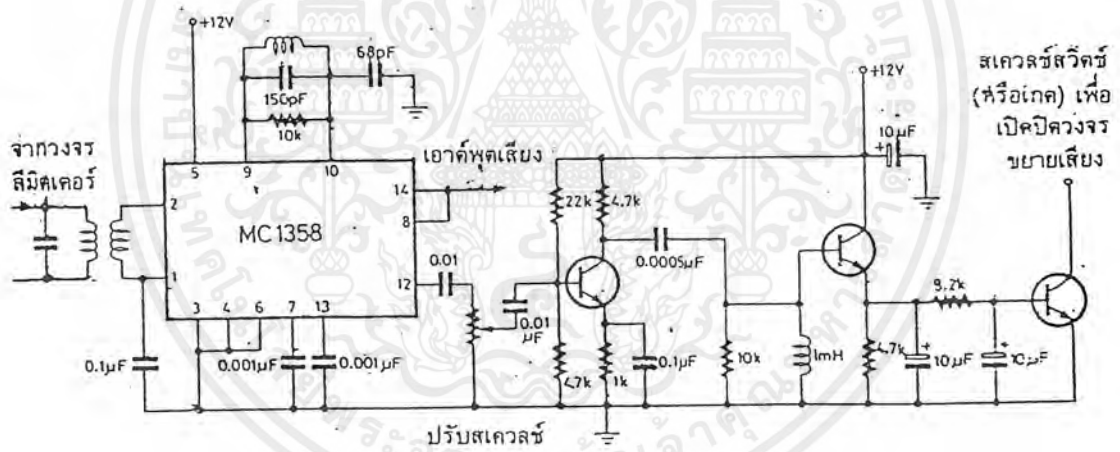 +12V
68pF
150pF
10k
จากวงจร
ลิมิตเตอร์
5
9
10
เอาต์พุตเสียง
2
14
8
MC1358
1
12
0.01
3
4
6
7
13
0.1µF
0.001µF
0.001µF
ปรับสเควลช์
0.01
µF
22k
4.7k
0.0005µF
4.7k
1k
0.1µF
10k
1mH
+12V
10µF
4.7k
10µF
10µF
สเควลช์สวิตช์
(หรือเกต) เพื่อ
เปิดปิดวงจร
ขยายเสียง